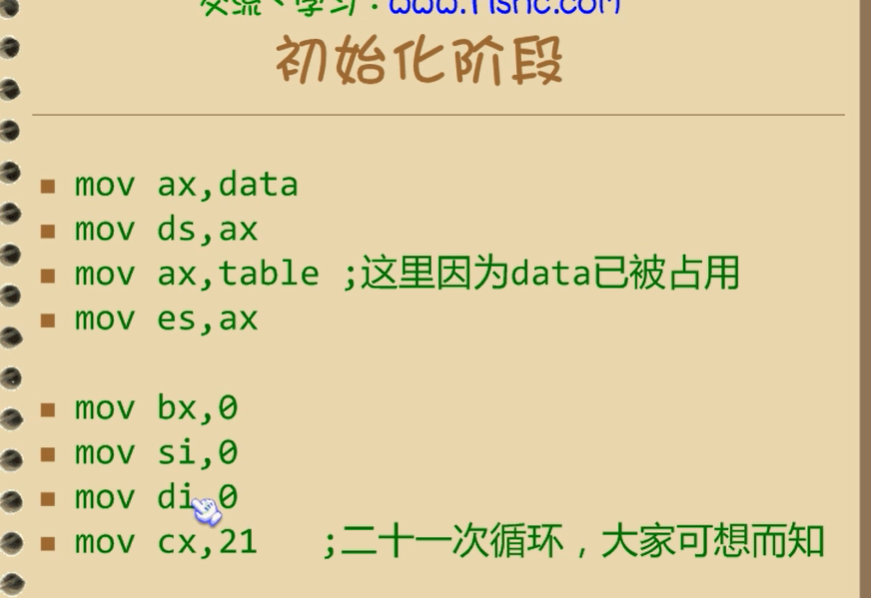 交流、学习：www.fishc.com
初始化阶段
mov ax,data
mov ds,ax
mov ax,table ;这里因为data已被占用
mov es,ax
mov bx,0
mov si,0
mov di,0
mov cx,21 ;二十一次循环，大家可想而知